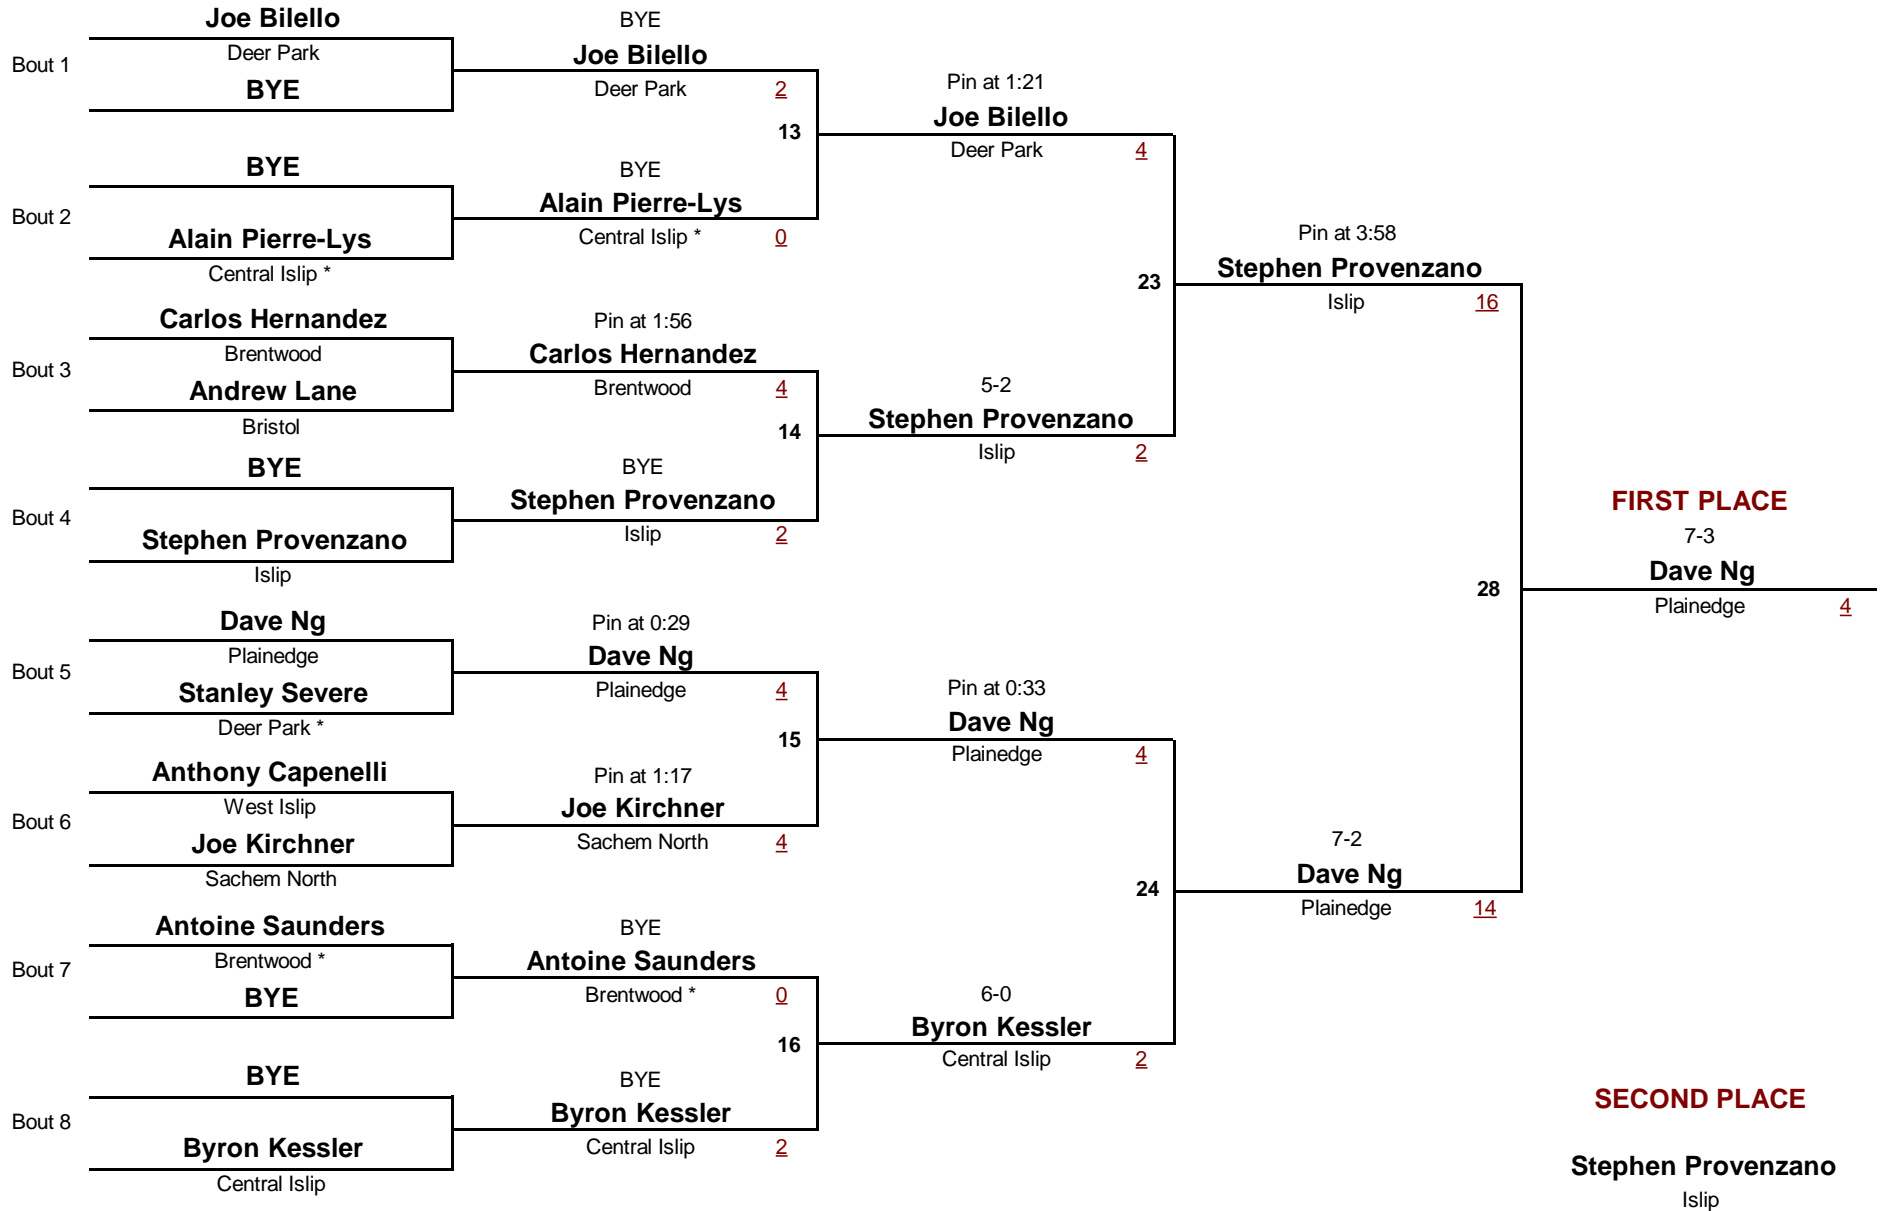 Joe Bilello
Bout 1
Deer Park
BYE
BYE
Bout 2
Alain Pierre-Lys
Central Islip *
Carlos Hernandez
Bout 3
Brentwood
Andrew Lane
Bristol
BYE
Bout 4
Stephen Provenzano
Islip
Dave Ng
Bout 5
Plainedge
Stanley Severe
Deer Park *
Anthony Capenelli
Bout 6
West Islip
Joe Kirchner
Sachem North
Antoine Saunders
Bout 7
Brentwood *
BYE
BYE
Bout 8
Byron Kessler
Central Islip
BYE
Joe Bilello
Deer Park 2
13
BYE
Alain Pierre-Lys
Central Islip * 0
Pin at 1:56
Carlos Hernandez
Brentwood 4
14
BYE
Stephen Provenzano
Islip 2
Pin at 0:29
Dave Ng
Plainedge 4
15
Pin at 1:17
Joe Kirchner
Sachem North 4
BYE
Antoine Saunders
Brentwood * 0
16
BYE
Byron Kessler
Central Islip 2
Pin at 1:21
Joe Bilello
Deer Park 4
23
5-2
Stephen Provenzano
Islip 2
Pin at 0:33
Dave Ng
Plainedge 4
24
6-0
Byron Kessler
Central Islip 2
Pin at 3:58
Stephen Provenzano
Islip 16
28
7-2
Dave Ng
Plainedge 14
FIRST PLACE
7-3
Dave Ng
Plainedge 4
SECOND PLACE
Stephen Provenzano
Islip